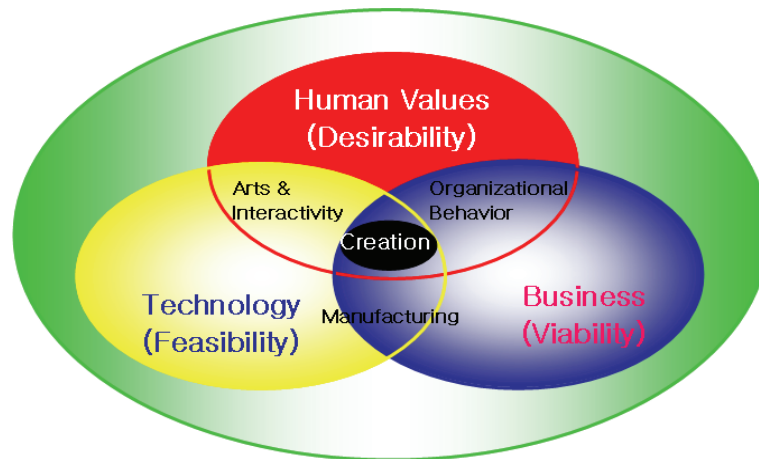 Human Values
(Desirability)
Arts &
Interactivity
Organizational
Behavior
Creation
Technology
(Feasibility)
Manufacturing
Business
(Viability)